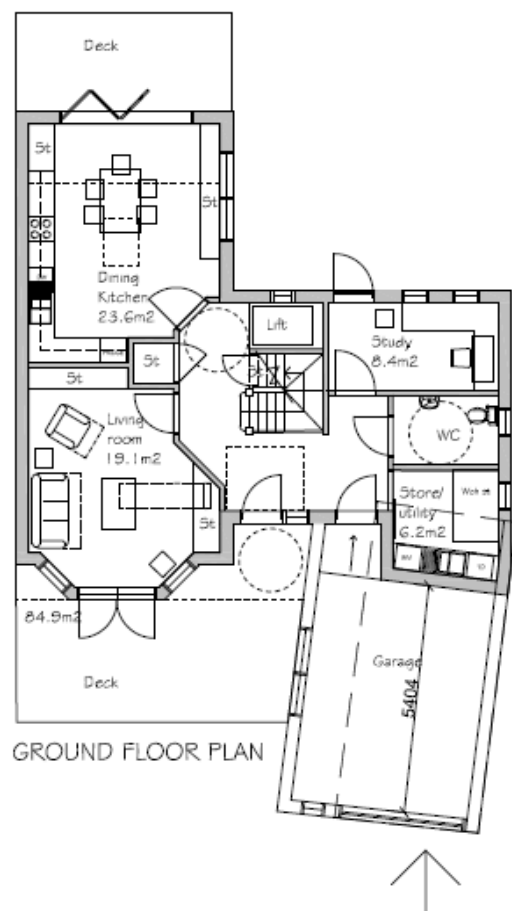 Deck
St
St
Dining
Kitchen
23.6m2
Lift
Study
8.4m2
St
St
St
Living
room
19.1m2
WC
Store/
utility
6.2m2
St
84.9m2
Garage
5404
Deck
GROUND FLOOR PLAN